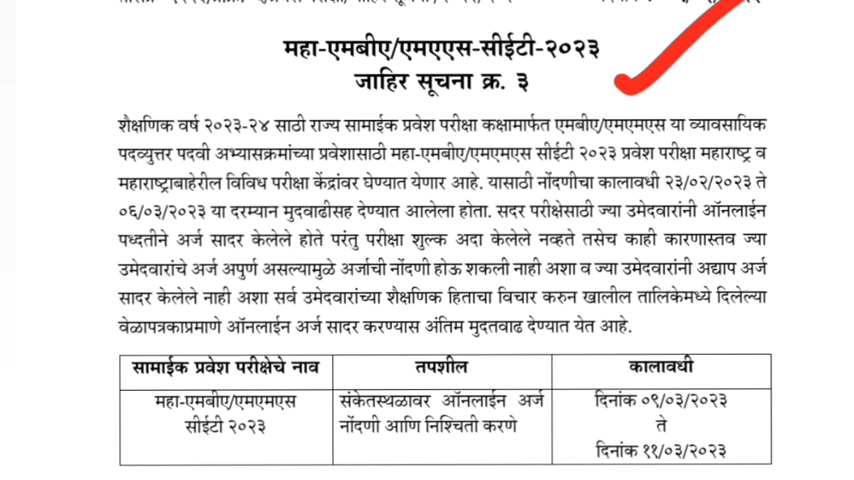 महा-एमबीए/एमएएस-सीईटी-२०२३
जाहिर सूचना क्र. ३
शैक्षणिक वर्ष २०२३-२४ साठी राज्य सामाईक प्रवेश परीक्षा कक्षामार्फत एमबीए/एमएमएस या व्यावसायिक
पदव्युत्तर पदवी अभ्यासक्रमांच्या प्रवेशासाठी महा-एमबीए/एमएमएस सीईटी २०२३ प्रवेश परीक्षा महाराष्ट्र व
महाराष्ट्राबाहेरील विविध परीक्षा केंद्रांवर घेण्यात येणार आहे. यासाठी नोंदणीचा कालावधी २३/०२/२०२३ ते
०६/०३/२०२३ या दरम्यान मुदवाढीसह देण्यात आलेला होता. सदर परीक्षेसाठी ज्या उमेदवारांनी ऑनलाईन
पध्दतीने अर्ज सादर केलेले होते परंतु परीक्षा शुल्क अदा केलेले नव्हते तसेच काही कारणास्तव ज्या
उमेदवारांचे अर्ज अपुर्ण असल्यामुळे अर्जाची नोंदणी होऊ शकली नाही अशा व ज्या उमेदवारांनी अद्याप अर्ज
सादर केलेले नाही अशा सर्व उमेदवारांच्या शैक्षणिक हिताचा विचार करुन खालील तालिकेमध्ये दिलेल्या
वेळापत्रकाप्रमाणे ऑनलाईन अर्ज सादर करण्यास अंतिम मुदतवाढ देण्यात येत आहे.
सामाईक प्रवेश परीक्षेचे नाव तपशील कालावधी
महा-एमबीए/एमएमएस संकेतस्थळावर ऑनलाईन अर्ज दिनांक ०९/०३/२०२३
सीईटी २०२३ नोंदणी आणि निश्चिती करणे ते
दिनांक ११/०३/२०२३